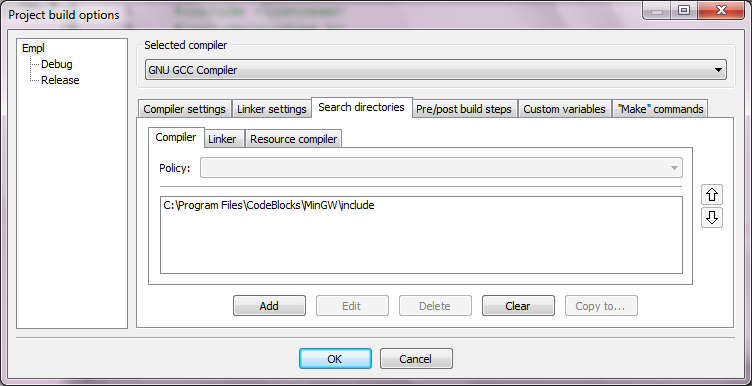 Project build options
Empl
Debug
Release
Selected compiler
GNU GCC Compiler
Compiler settings Linker settings Search directories Pre/post build steps Custom variables "Make" commands
Compiler Linker Resource compiler
Policy:
C:\Program Files\CodeBlocks\MinGW\include
Add Edit Delete Clear Copy to...
OK Cancel